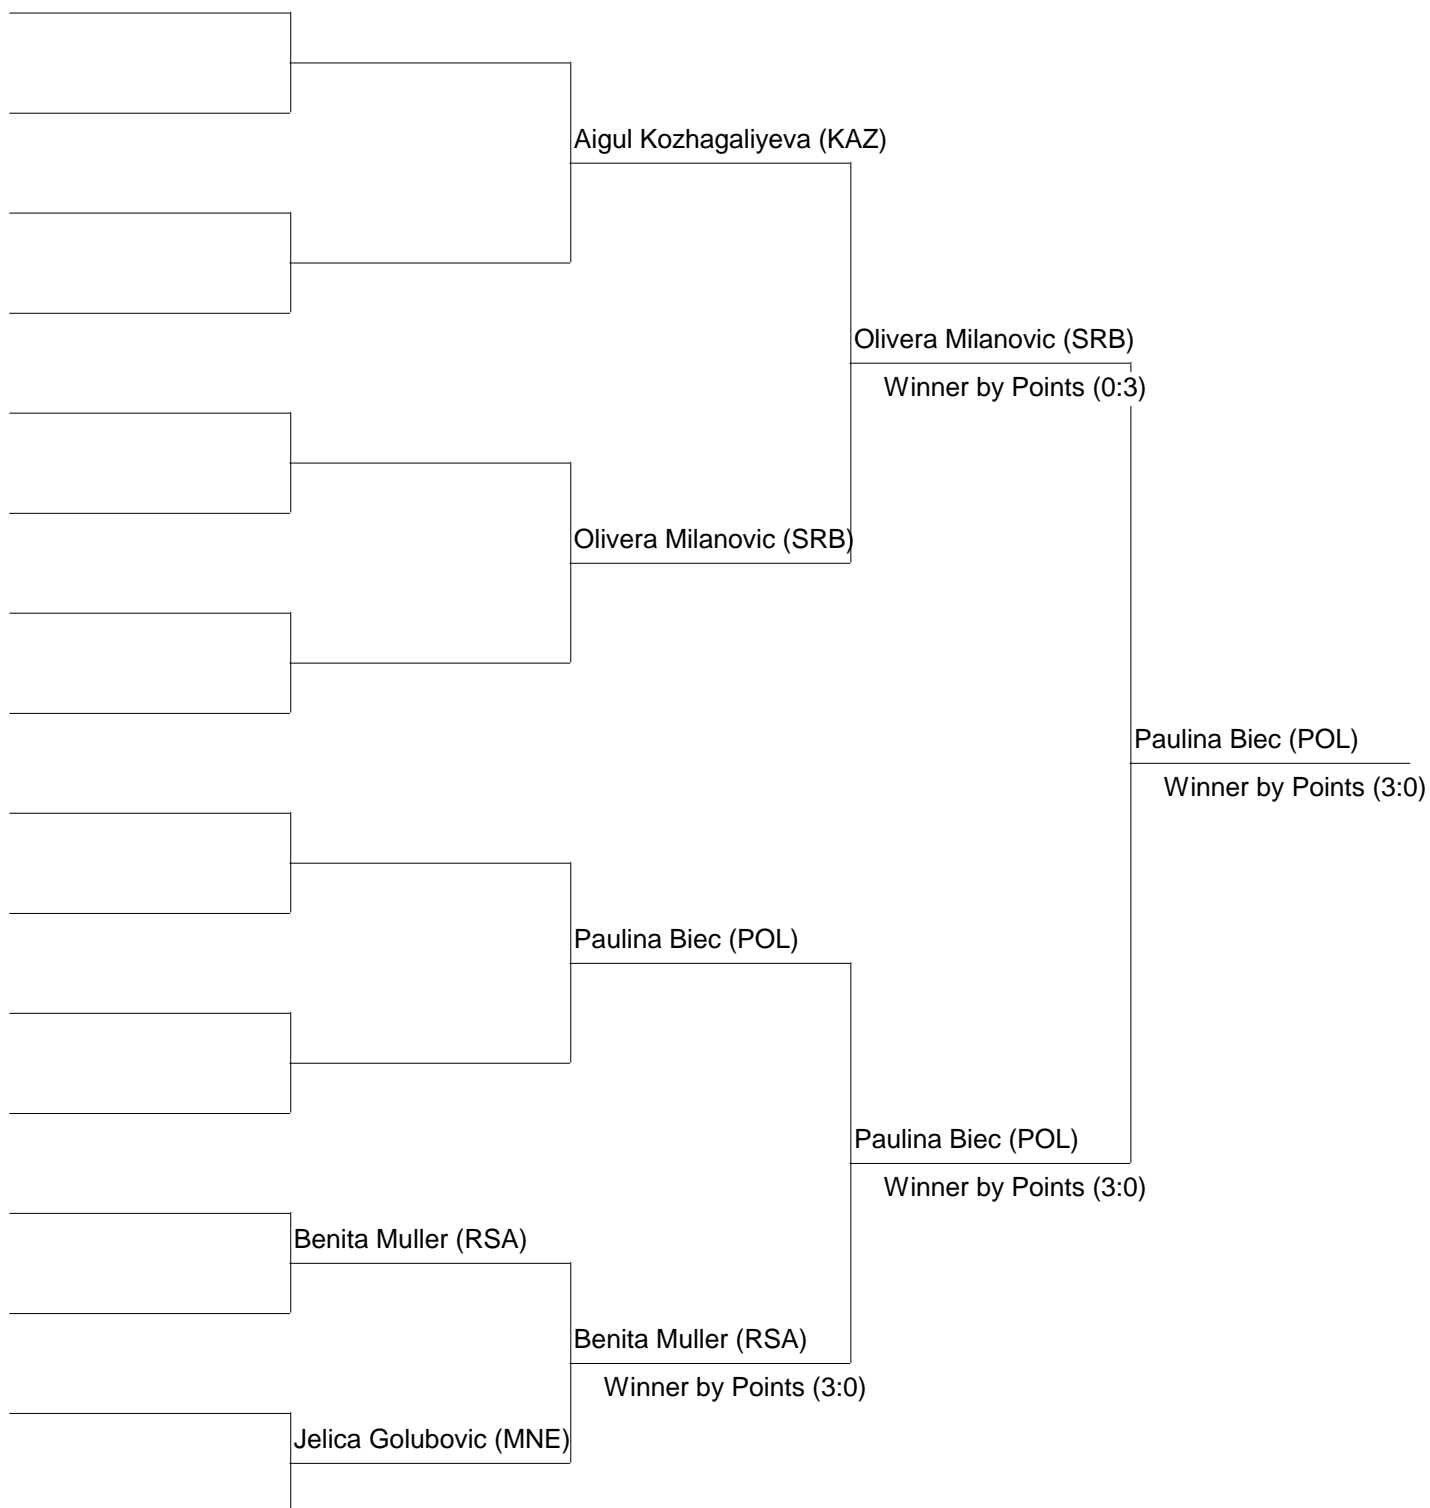 Aigul Kozhagaliyeva (KAZ)
Olivera Milanovic (SRB)
Winner by Points (0:3)
Olivera Milanovic (SRB)
Paulina Biec (POL)
Winner by Points (3:0)
Paulina Biec (POL)
Paulina Biec (POL)
Winner by Points (3:0)
Benita Muller (RSA)
Benita Muller (RSA)
Winner by Points (3:0)
Jelica Golubovic (MNE)